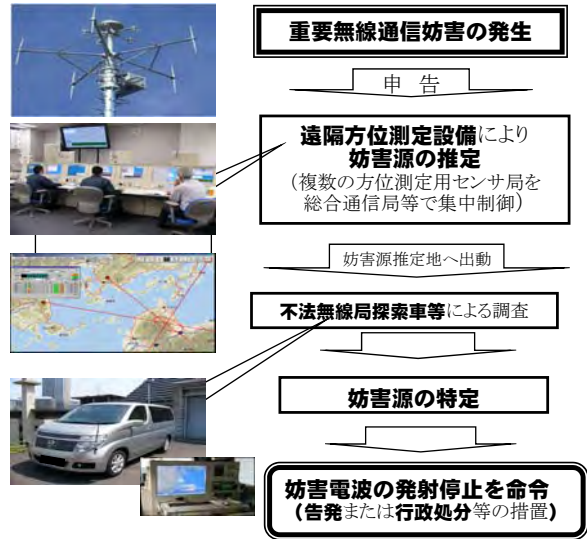 重要無線通信妨害の発生
申 告
遠隔方位測定設備により
妨害源の推定
(複数の方位測定用センサ局を
総合通信局等で集中制御)
妨害源推定地へ出動
不法無線局探索車等による調査
妨害源の特定
妨害電波の発射停止を命令
(告発または行政処分等の措置)